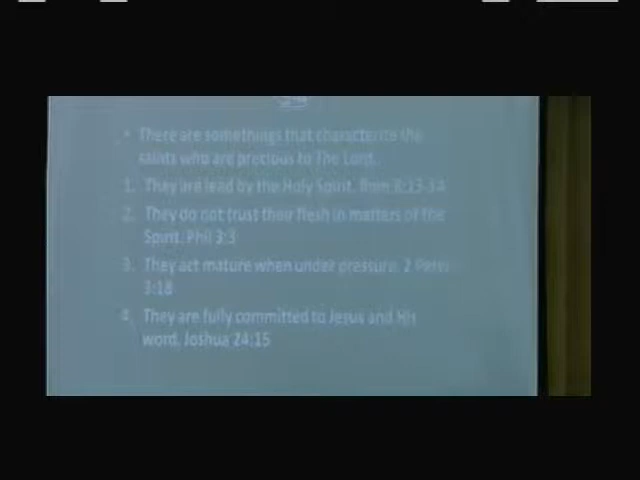 • There are somethings that characterize the
saints who are precious to The Lord.
1. They are lead by the Holy Spirit. Rom 8:13-14
2. They do not trust their flesh in matters of the
Spirit. Phil 3:3
3. They act mature when under pressure. 2 Peter
3:18
4. They are fully committed to Jesus and His
word. Joshua 24:15